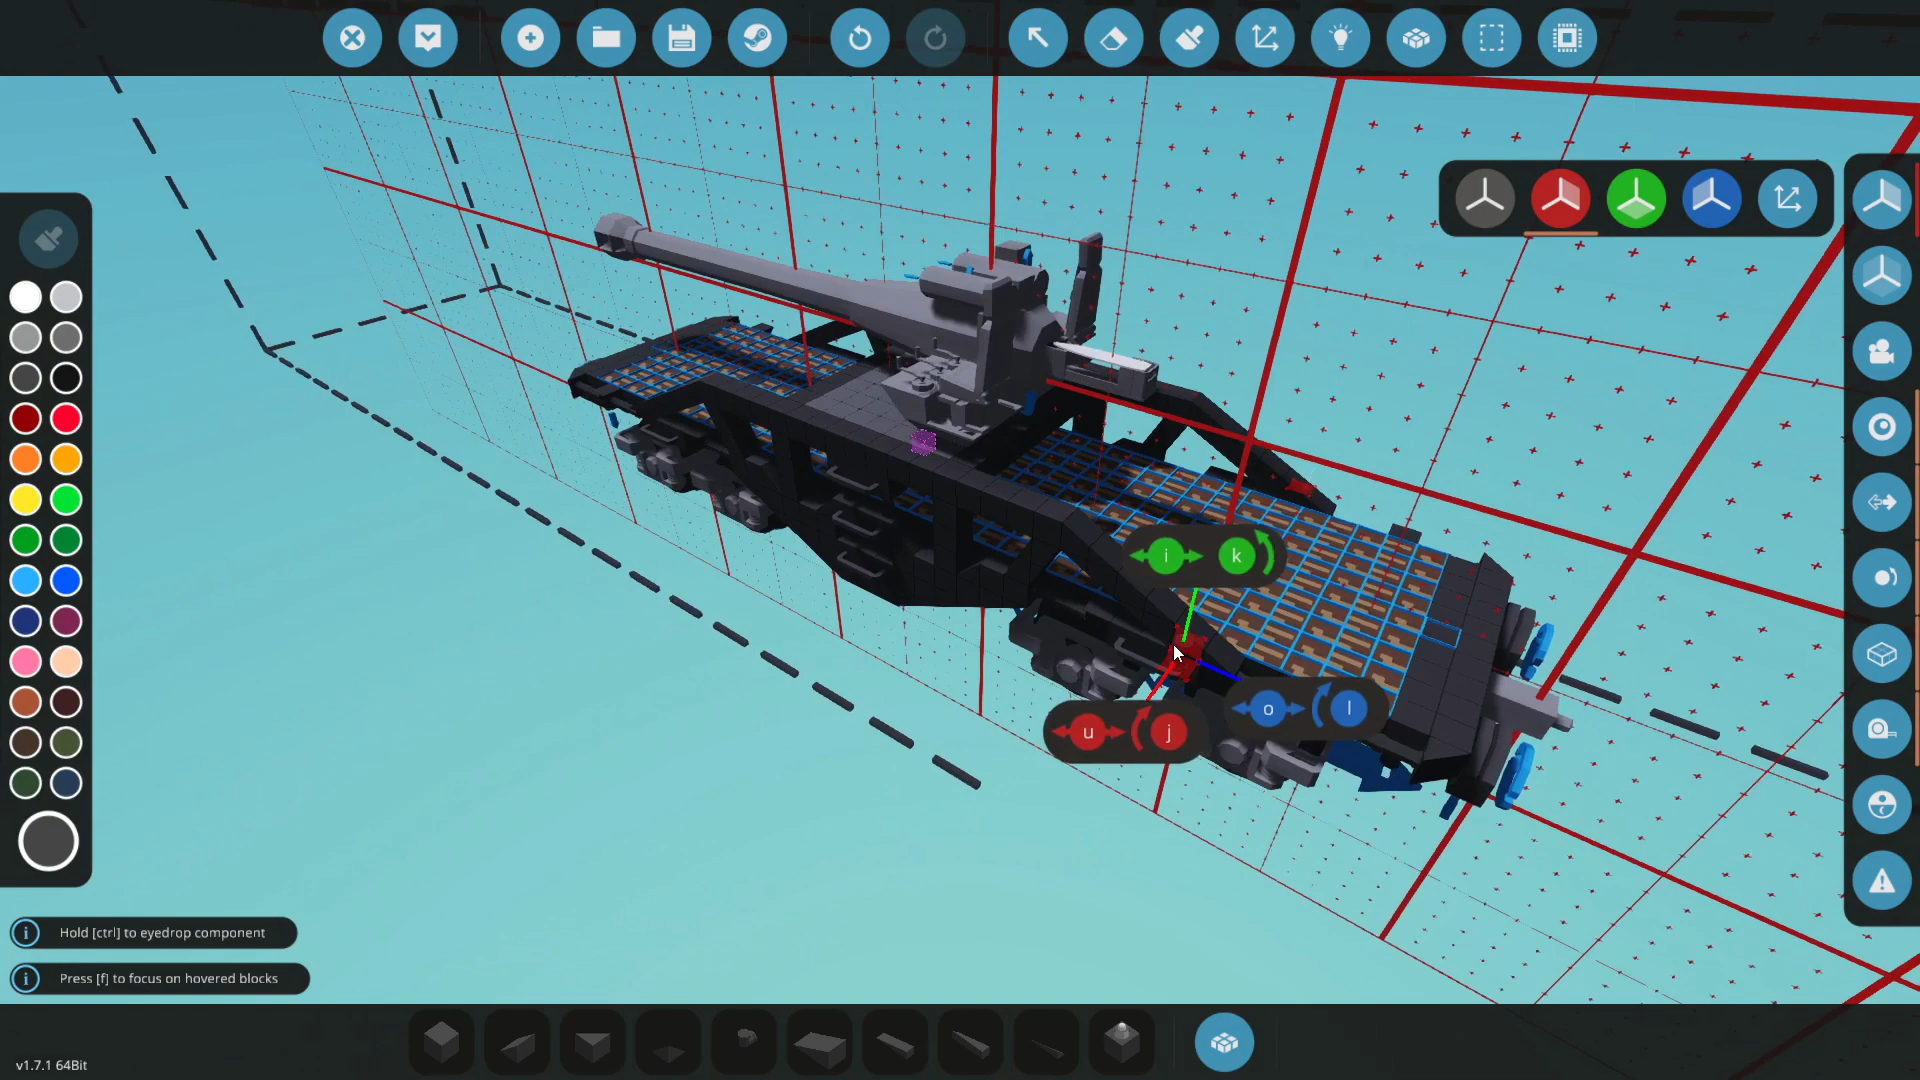 i k
u j
o l
Hold [ctrl] to eyedrop component
Press [f] to focus on hovered blocks
v1.7.1 64Bit